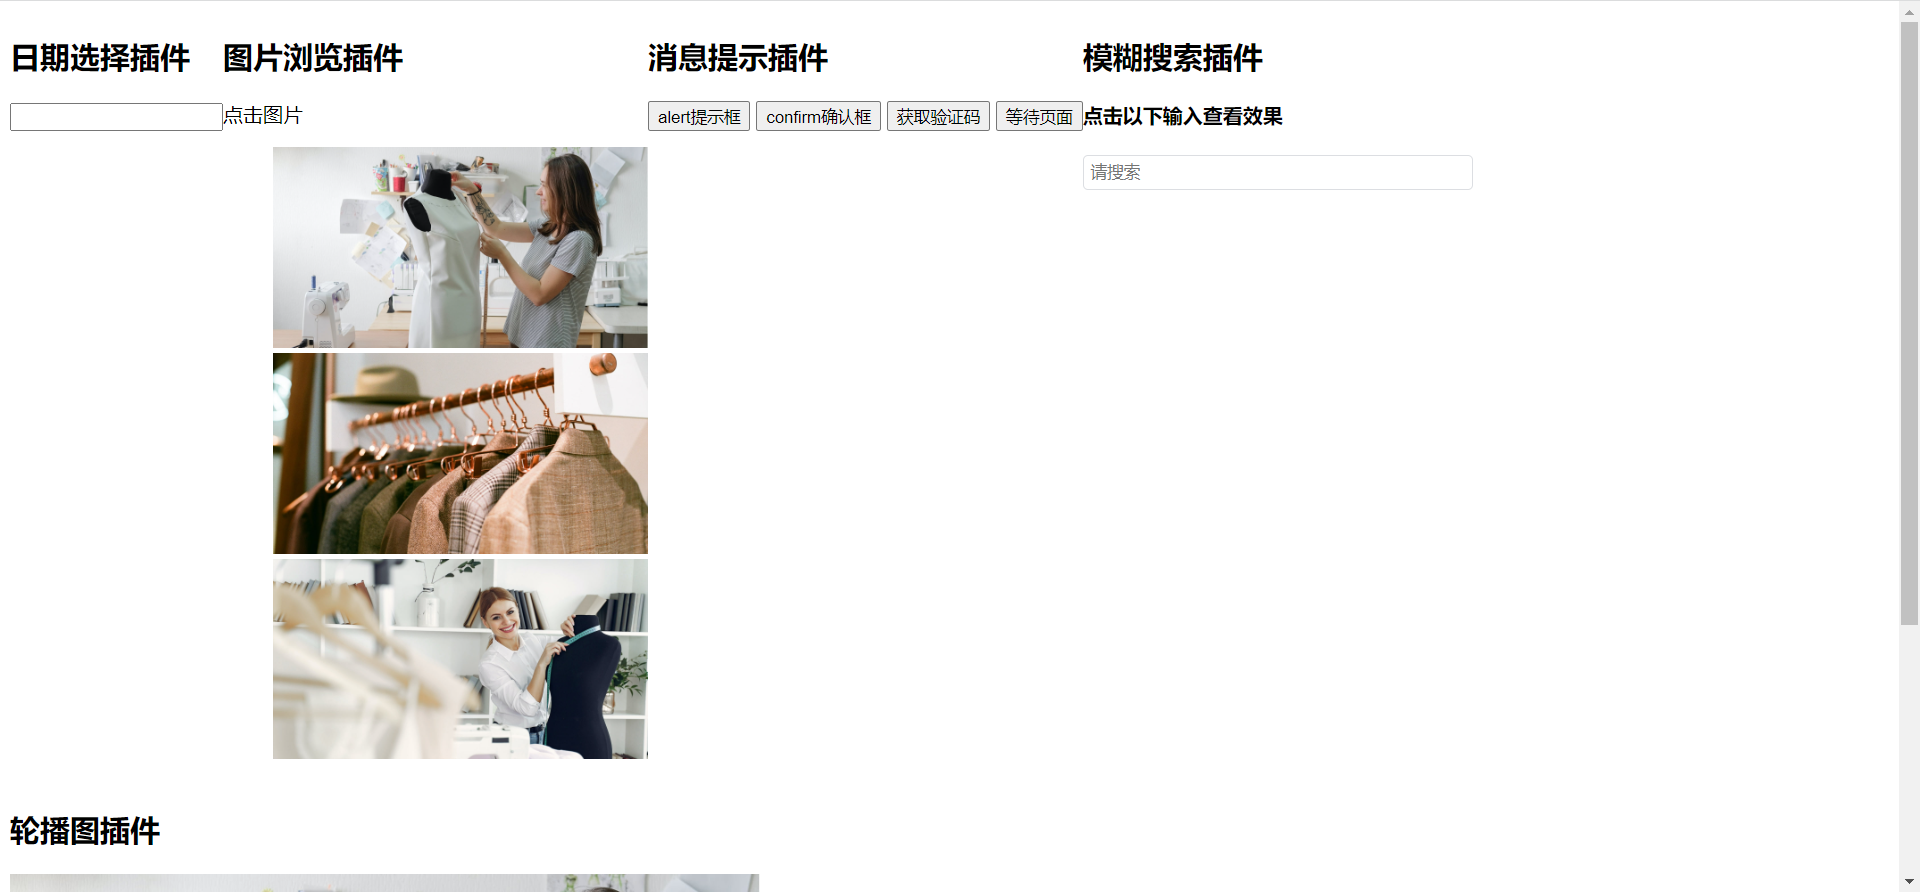 日期选择插件
图片浏览插件
点击图片
消息提示插件
alert提示框 confirm确认框 获取验证码 等待页面
模糊搜索插件
点击以下输入查看效果
请搜索
轮播图插件